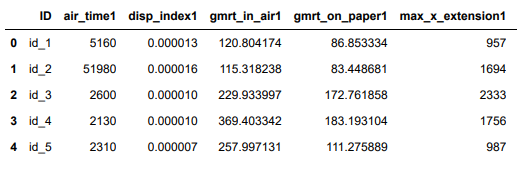 ID air_time1 disp_index1 gmrt_in_air1 gmrt_on_paper1 max_x_extension1
0 id_1 5160 0.000013 120.804174 86.853334 957
1 id_2 51980 0.000016 115.318238 83.448681 1694
2 id_3 2600 0.000010 229.933997 172.761858 2333
3 id_4 2130 0.000010 369.403342 183.193104 1756
4 id_5 2310 0.000007 257.997131 111.275889 987